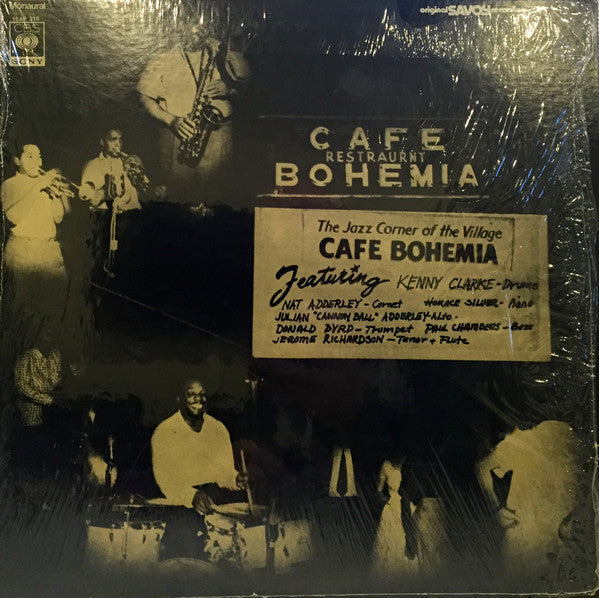 Monaural
CBS
SONY
original SAVOY
CAFE
RESTRAURNT
BOHEMIA
The Jazz Corner of the Village
CAFE BOHEMIA
Featuring KENNY CLARKE - Drums
NAT ADDERLEY - Cornet HORACE SILVER - Piano
JULIAN "CANNON BALL" ADDERLEY - Alto -
DONALD BYRD - Trumpet PAUL CHAMBERS - Bass
JEROME RICHARDSON - Tenor + Flute